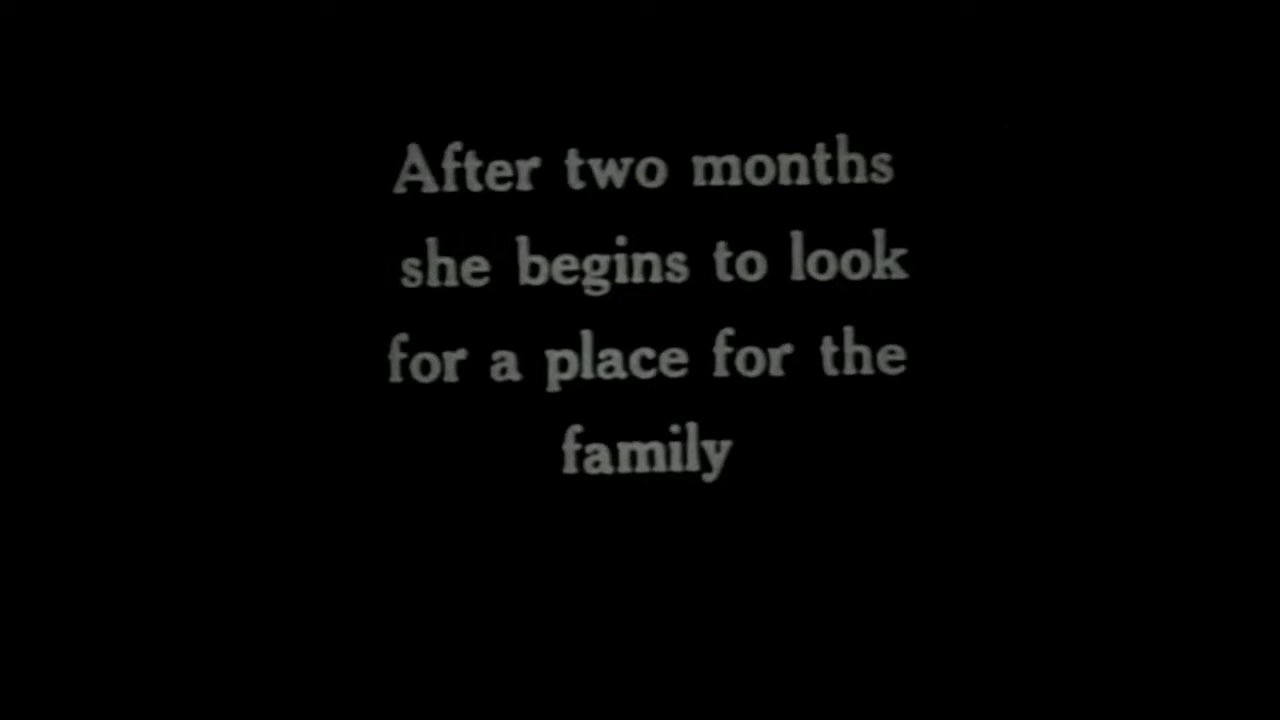 After two months
she begins to look
for a place for the
family